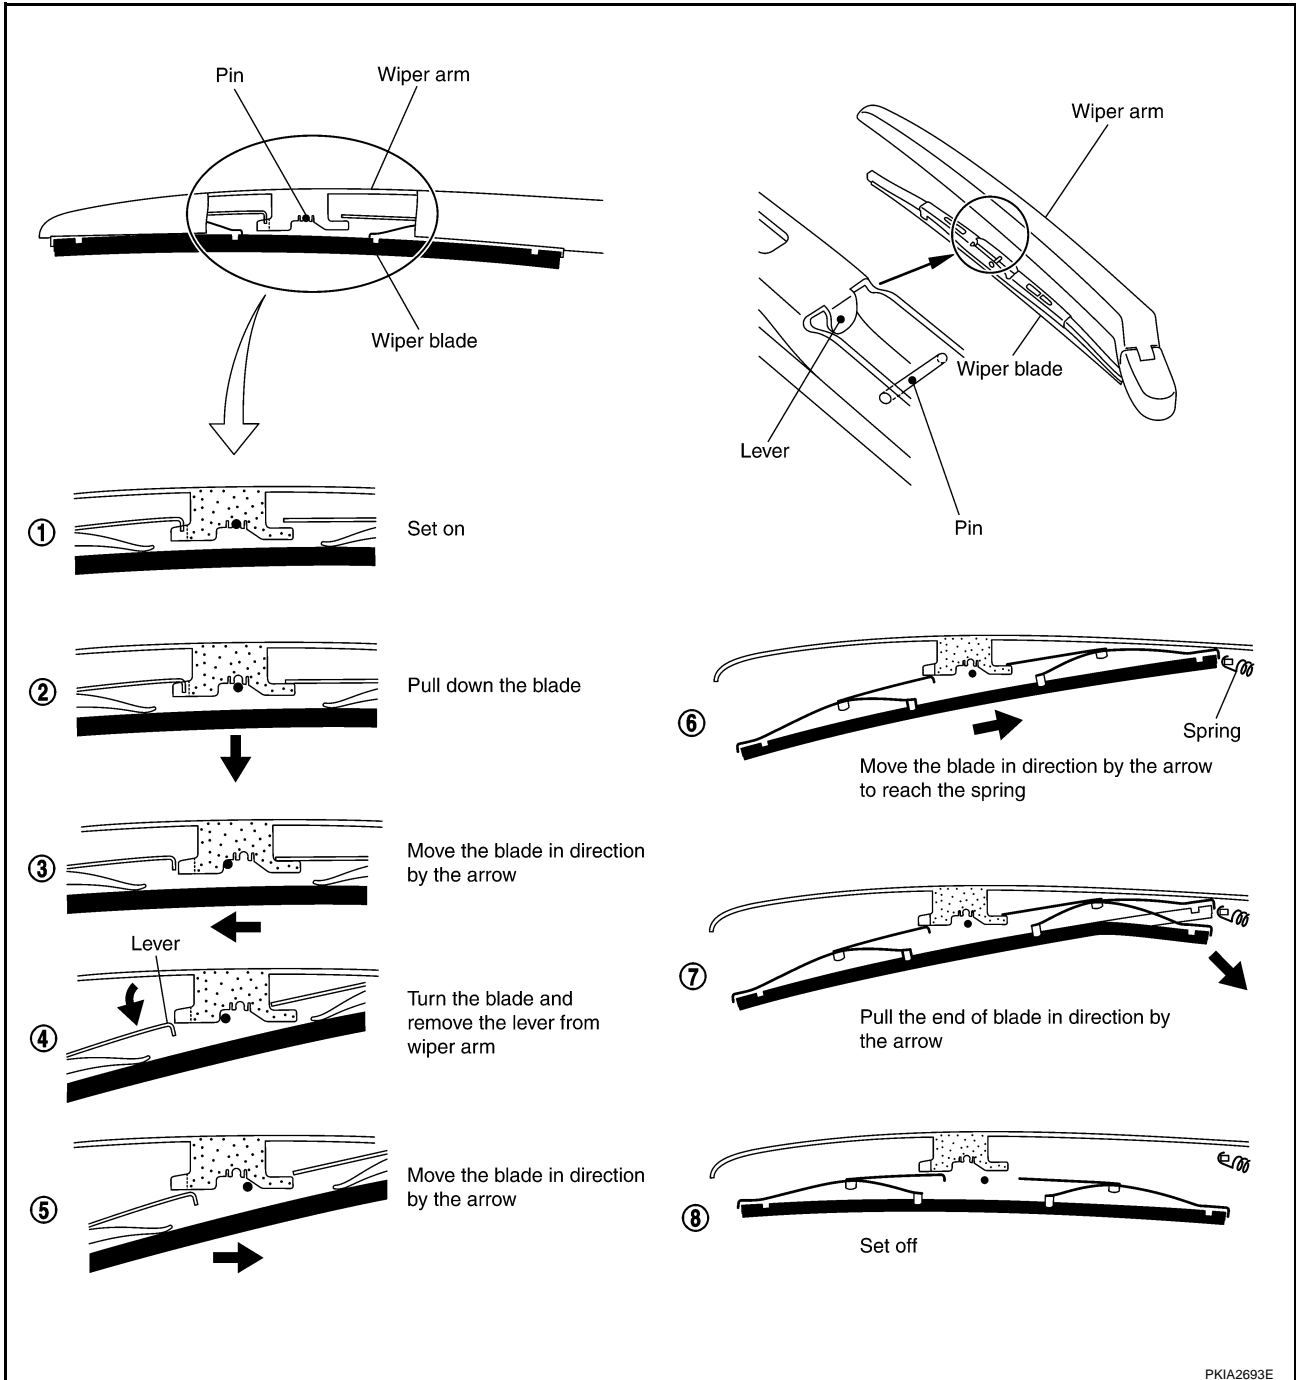 Pin
Wiper arm
Wiper blade
Wiper arm
Wiper blade
Lever
Pin
1
Set on
2
Pull down the blade
3
Move the blade in direction
by the arrow
Lever
4
Turn the blade and
remove the lever from
wiper arm
5
Move the blade in direction
by the arrow
6
Spring
Move the blade in direction by the arrow
to reach the spring
7
Pull the end of blade in direction by
the arrow
8
Set off
PKIA2693E